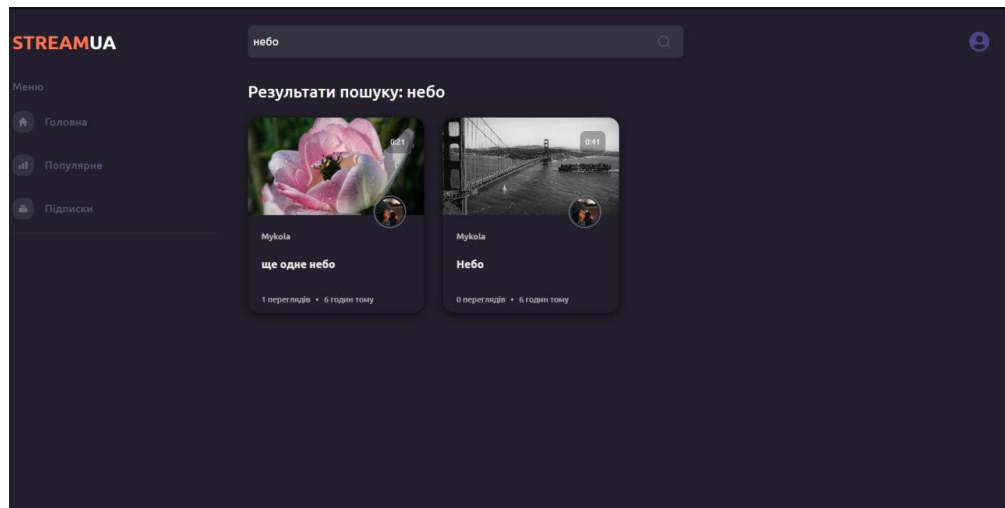 STREAMUA
небо
Меню
Головна
Популярне
Підписки
Результати пошуку: небо
0:21
Mykola
ще одне небо
1 переглядів • 6 годин тому
0:41
Mykola
Небо
0 переглядів • 6 годин тому